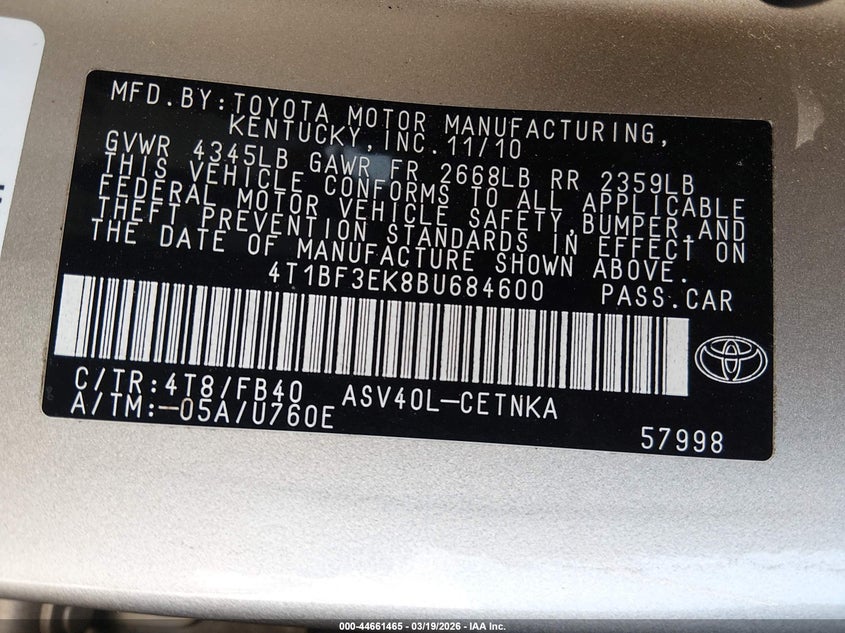 MFD.BY:TOYOTA MOTOR MANUFACTURING,
KENTUCKY,INC.11/10
GVWR 4345LB GAWR FR 2668LB RR 2359LB
THIS VEHICLE CONFORMS TO ALL APPLICABLE
FEDERAL MOTOR VEHICLE SAFETY,BUMPER,AND
THEFT PREVENTION STANDARDS IN EFFECT ON
THE DATE OF MANUFACTURE SHOWN ABOVE.
4T1BF3EK8BU684600 PASS.CAR
C/TR:4T8/FB40 ASV40L-CETNKA
A/TM:-05A/U760E
57998
000-44661465 - 03/19/2026 - IAA Inc.